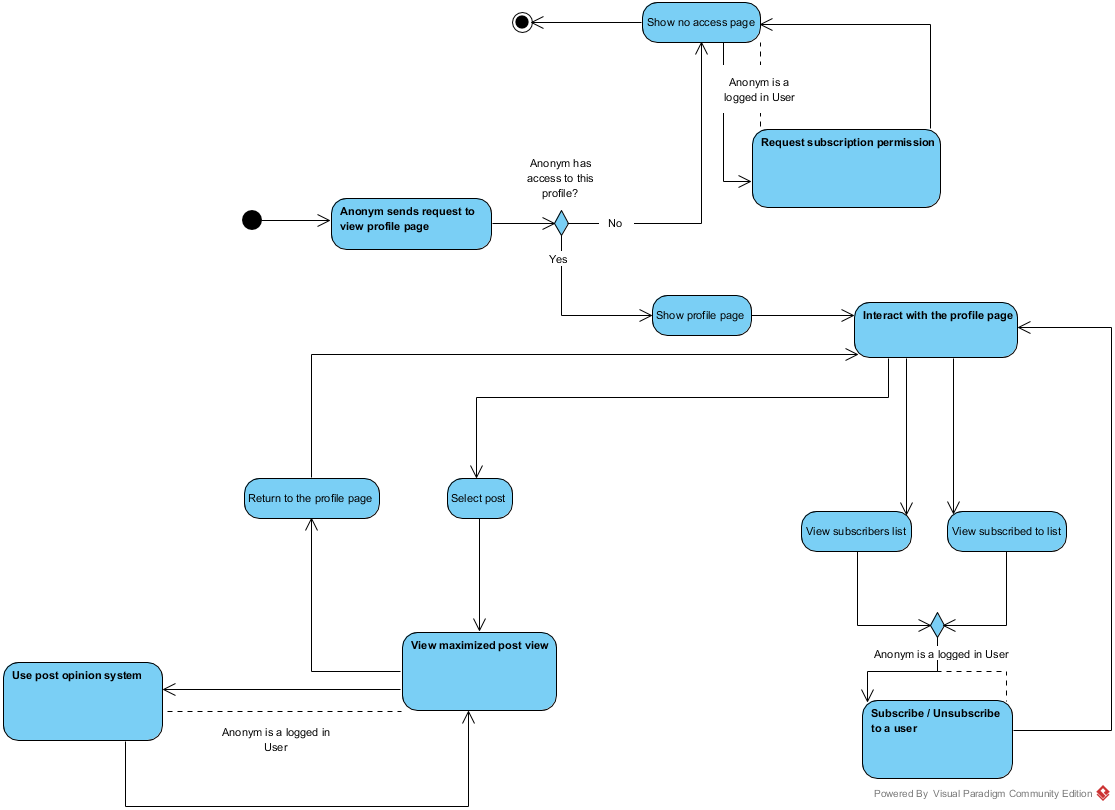 Show no access page
Anonym is a
logged in User
Request subscription permission
Anonym has
access to this
profile?
Anonym sends request to
view profile page
No
Yes
Show profile page
Interact with the profile page
Return to the profile page
Select post
View subscribers list
View subscribed to list
View maximized post view
Anonym is a logged in User
Use post opinion system
Subscribe / Unsubscribe
to a user
Anonym is a logged in
User
Powered By Visual Paradigm Community Edition